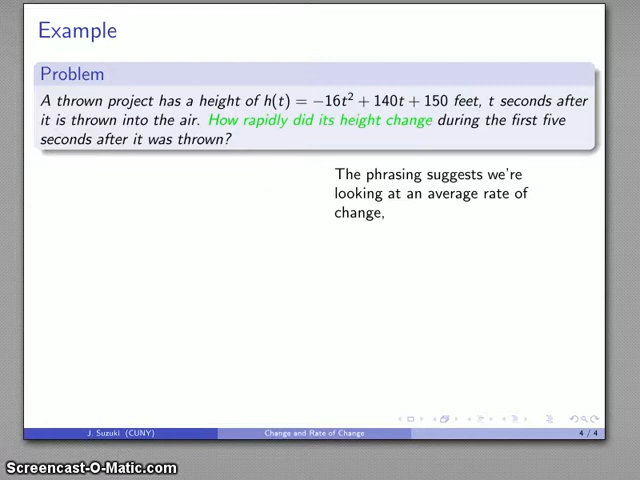 Example
Problem
A thrown project has a height of h(t) = −16t² + 140t + 150 feet, t seconds after
it is thrown into the air. How rapidly did its height change during the first five
seconds after it was thrown?
The phrasing suggests we're
looking at an average rate of
change,
J. Suzuki (CUNY)
Change and Rate of Change
4 / 4
Screencast-O-Matic.com